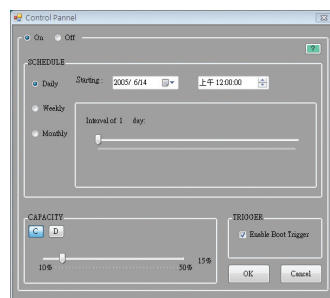 Control Pannel
On Off
?
SCHEDULE
Daily Starting : 2005/ 6/14 上午 12:00:00
Weekly
Interval of 1 day:
Monthly
CAPACITY
C D
15%
10% 50%
TRIGGER
Enable Boot Trigger
OK Cancel